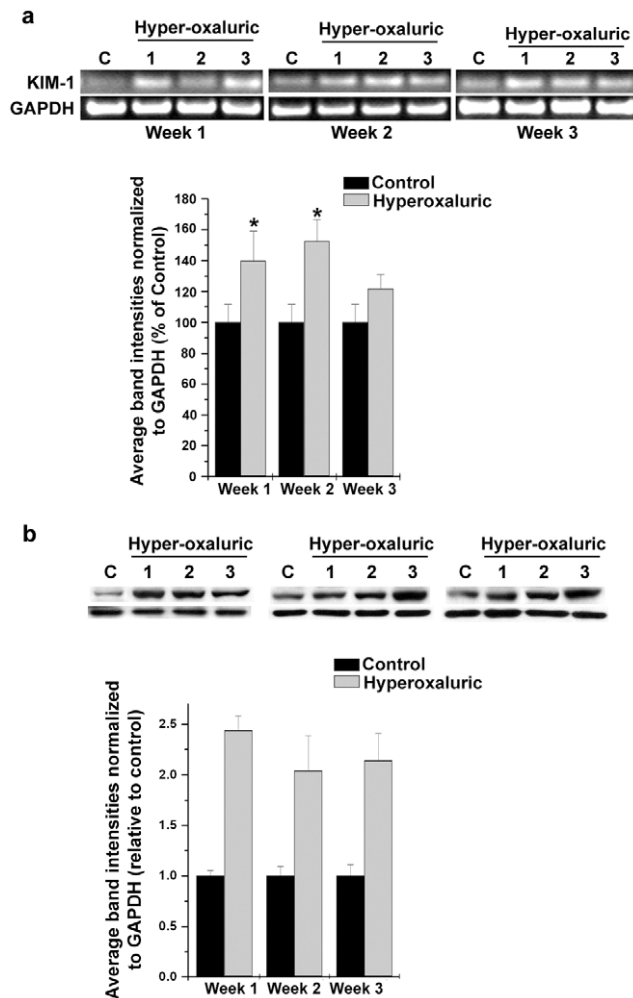 a
Hyper-oxaluric Hyper-oxaluric Hyper-oxaluric
C 1 2 3 C 1 2 3 C 1 2 3
KIM-1
GAPDH
Week 1 Week 2 Week 3
Control
Hyperoxaluric
Average band intensities normalized
to GAPDH (% of Control)
180
160
140
120
100
80
60
40
20
0
* *
Week 1 Week 2 Week 3
b
Hyper-oxaluric Hyper-oxaluric Hyper-oxaluric
C 1 2 3 C 1 2 3 C 1 2 3
Control
Hyperoxaluric
Average band intensities normalized
to GAPDH (relative to control)
2.5
2.0
1.5
1.0
0.5
0.0
Week 1 Week 2 Week 3